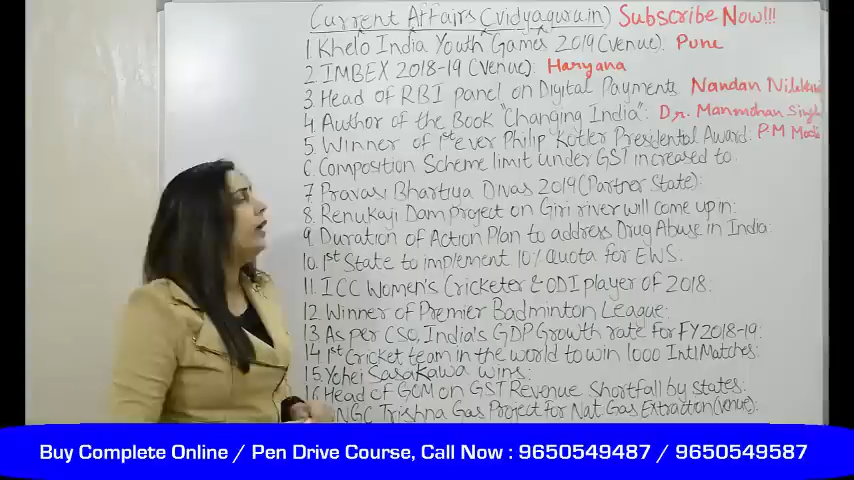 Current Affairs (vidyaguruin) Subscribe Now!!!
1. Khelo India Youth Games 2019 (venue): Pune
2. IMBEX 2018-19 (venue): Haryana
3. Head of RBI panel on Digital Payments Nandan Nilekani
4. Author of the Book "Changing India": Dr. Manmohan Singh
5. Winner of 1st ever Philip Kotler Presidental Award: P.M Modi
6. Composition Scheme limit under GST increased to
7. Pravasi Bhartiya Divas 2019 (Partner State):
8. Renukaji Dam project on Giri river will come up in:
9. Duration of Action Plan to address Drug Abuse in India:
10. 1st State to implement 10% quota for EWS.
11. ICC Women's Cricketer & ODI player of 2018.
12. Winner of Premier Badminton League:
13. As per CSO, India's GDP Growth rate for FY 2018-19:
14. 1st Cricket team in the world to win 1000 Intl Matches:
15. Yohei Sasakawa wins:
16. Head of GOM on GST Revenue Shortfall by states:
NGC Trishna Gas Project for Nat Gas Extraction (venue):
Buy Complete Online / Pen Drive Course, Call Now : 9650549487 / 9650549587